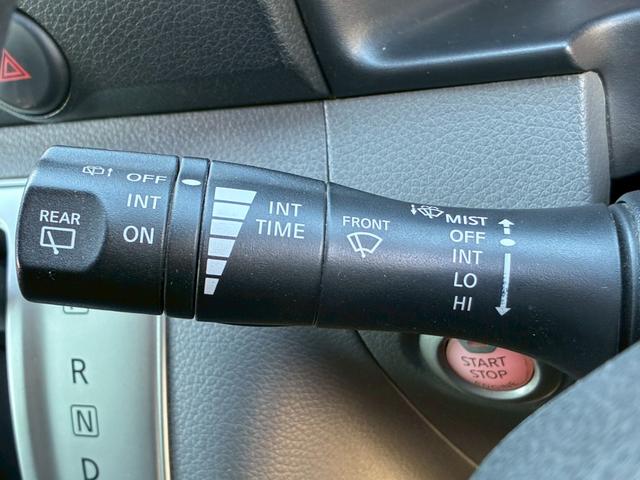 OFF
INT
ON
REAR
INT
TIME
FRONT
MIST
OFF
INT
LO
HI
START
STOP
R
N
D